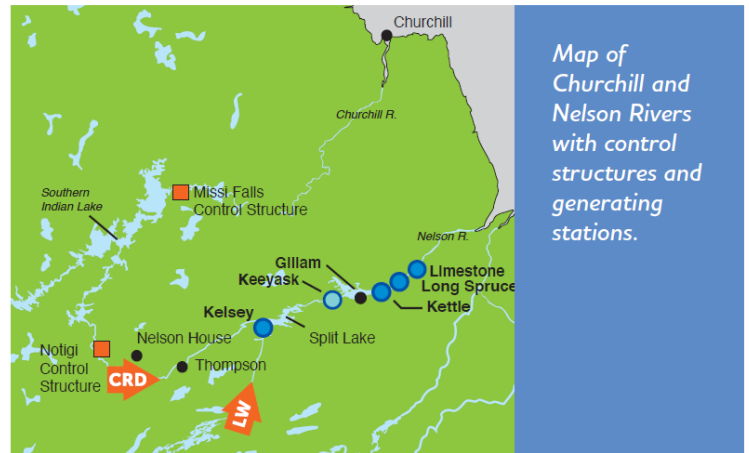 Churchill
Churchill R.
Southern
Indian Lake
Missi Falls
Control Structure
Nelson R.
Gillam
Keeyask
Limestone
Long Spruce
Kettle
Kelsey
Split Lake
Nelson House
Notigi
Control
Structure
Thompson
CRD
LW
Map of
Churchill and
Nelson Rivers
with control
structures and
generating
stations.